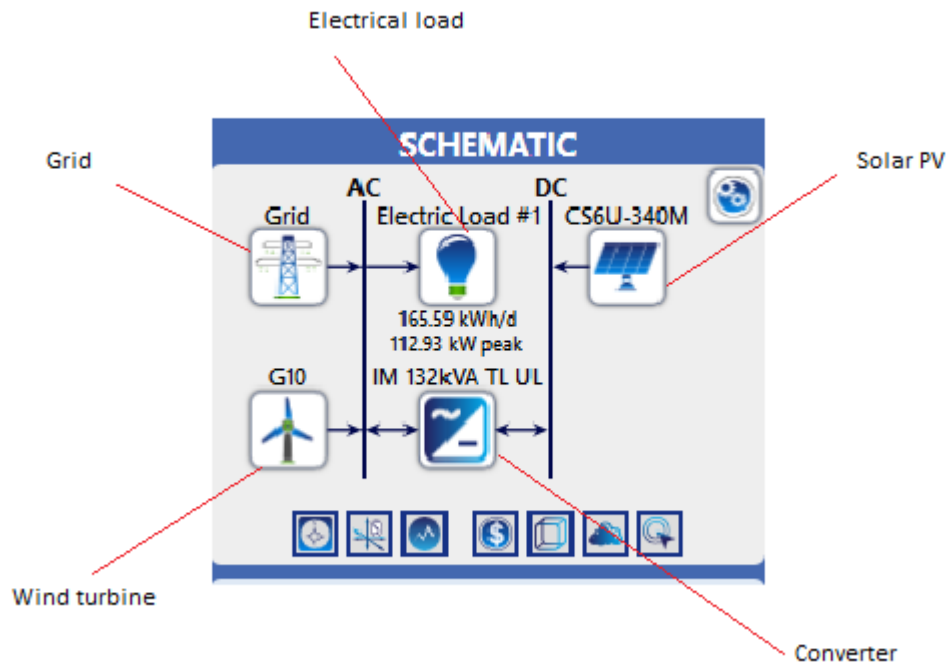 Electrical load
SCHEMATIC
Grid
Solar PV
AC
DC
Grid
Electric Load #1
CS6U-340M
165.59 kWh/d
112.93 kW peak
G10
IM 132kVA TL UL
Wind turbine
Converter